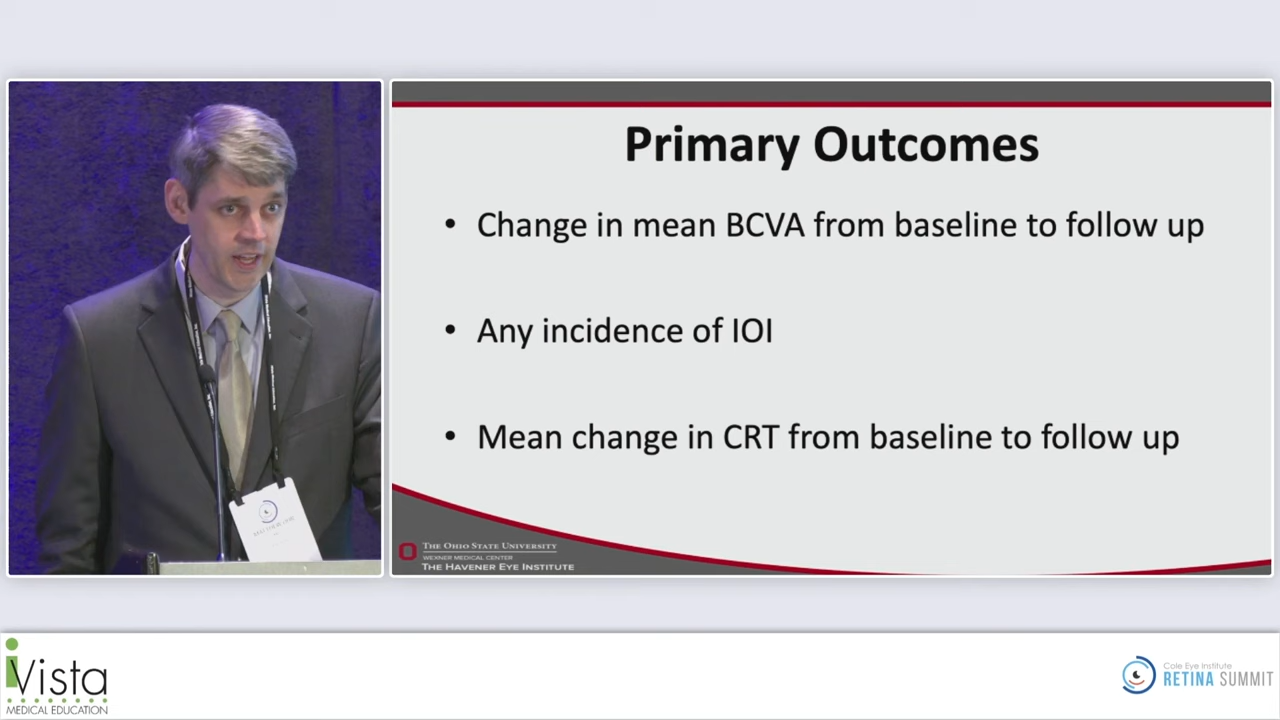 Primary Outcomes
• Change in mean BCVA from baseline to follow up
• Any incidence of IOI
• Mean change in CRT from baseline to follow up
THE OHIO STATE UNIVERSITY
WEXNER MEDICAL CENTER
THE HAVENER EYE INSTITUTE
iVista
MEDICAL EDUCATION
Cole Eye Institute
RETINA SUMMIT